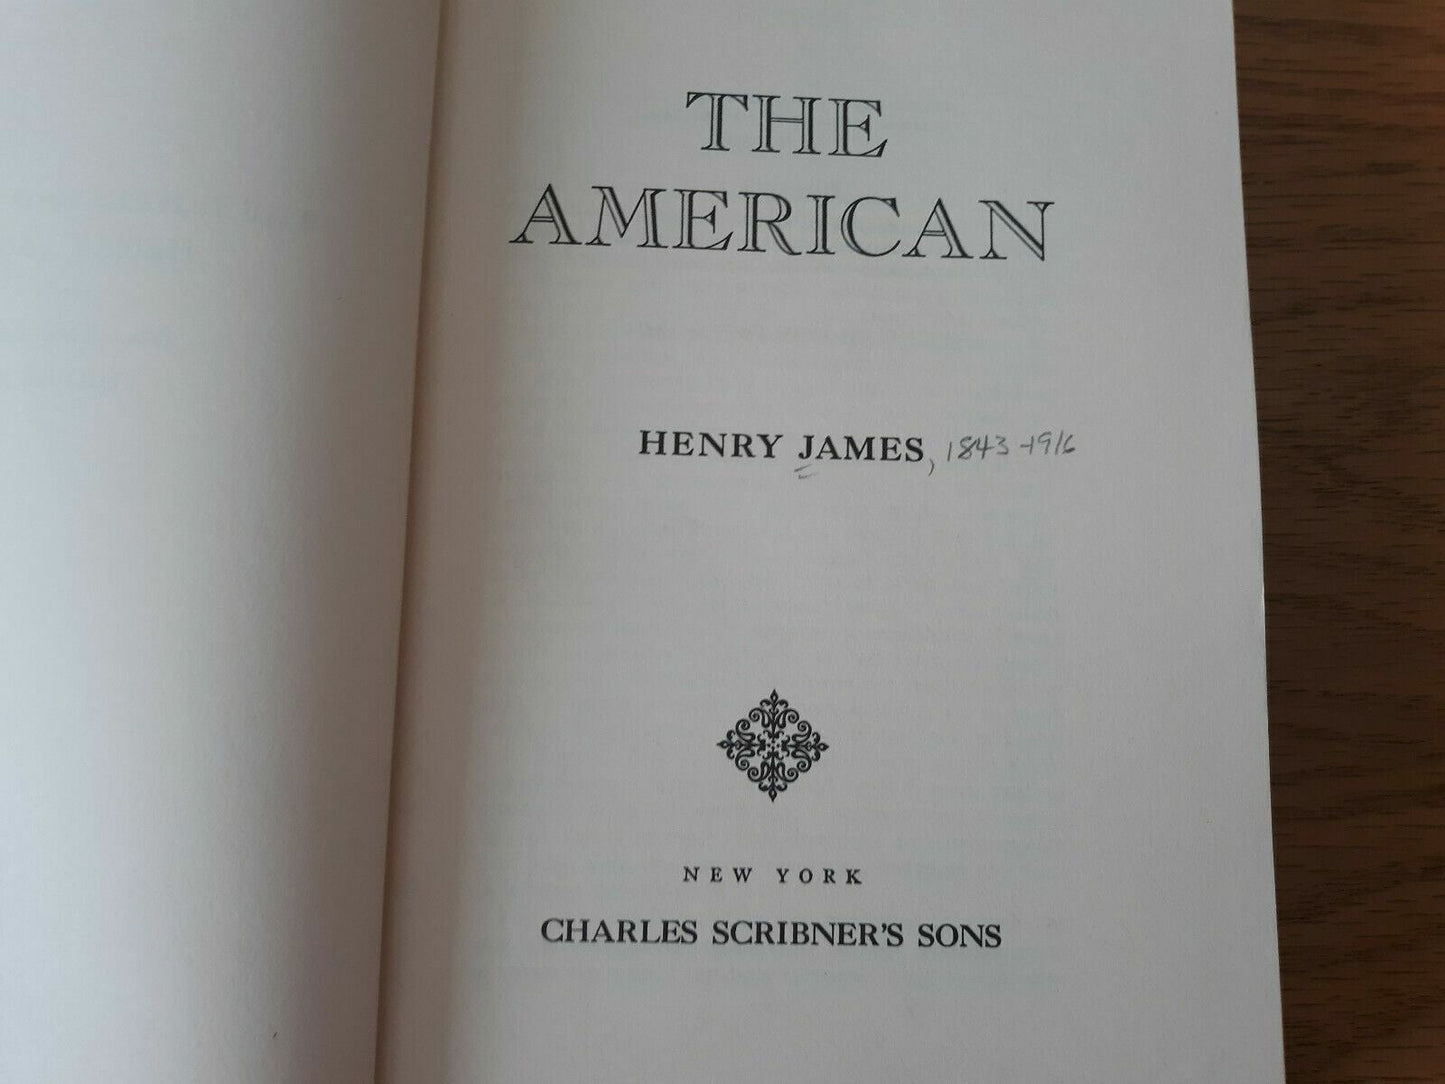 THE
AMERICAN
HENRY JAMES, 1843-1916
NEW YORK
CHARLES SCRIBNER'S SONS